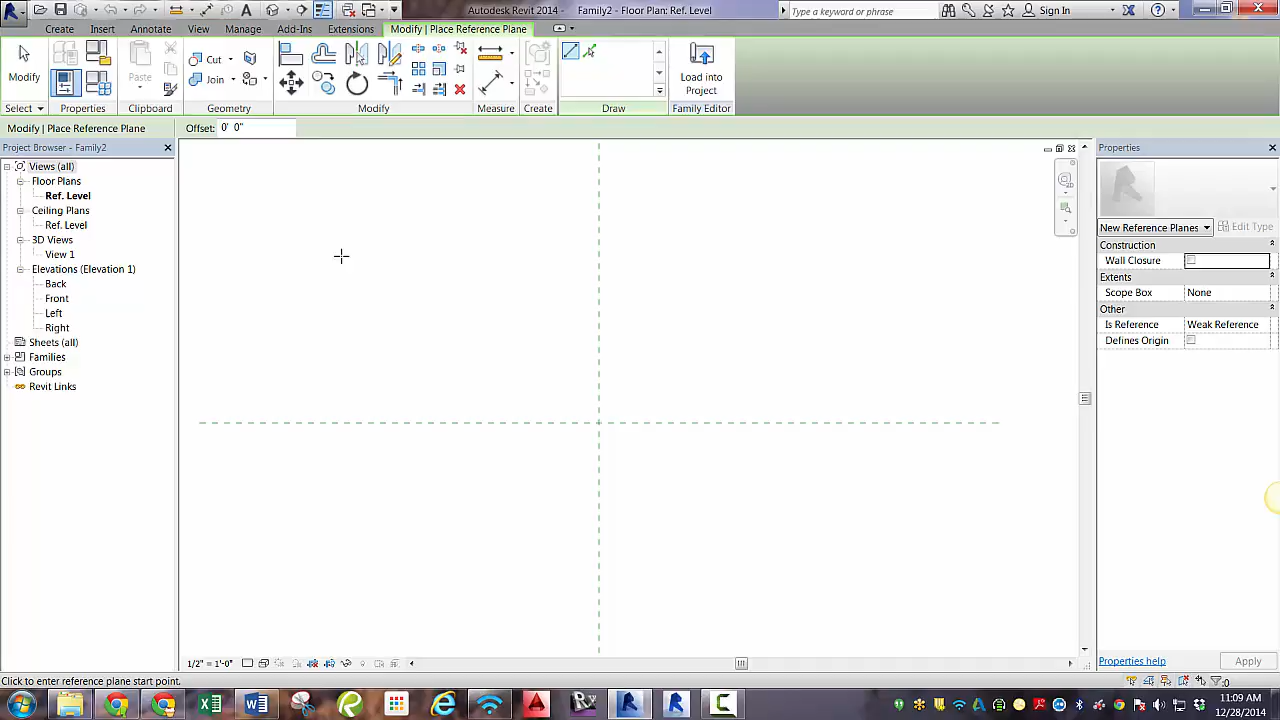 Autodesk Revit 2014 -
Family2 - Floor Plan: Ref. Level
Type a keyword or phrase
Sign In
Create
Insert
Annotate
View
Manage
Add-Ins
Extensions
Modify | Place Reference Plane
Modify
Paste
Cut
Join
Load into
Project
Select
Properties
Clipboard
Geometry
Modify
Measure
Create
Draw
Family Editor
Modify | Place Reference Plane
Offset: 0' 0"
Project Browser - Family2
Views (all)
Floor Plans
Ref. Level
Ceiling Plans
Ref. Level
3D Views
View 1
Elevations (Elevation 1)
Back
Front
Left
Right
Sheets (all)
Families
Groups
Revit Links
Properties
New Reference Planes
Edit Type
Construction
Wall Closure
Extents
Scope Box None
Other
Is Reference Weak Reference
Defines Origin
Properties help
Apply
1/2" = 1'-0"
Click to enter reference plane start point.
:0
11:09 AM
12/28/2014